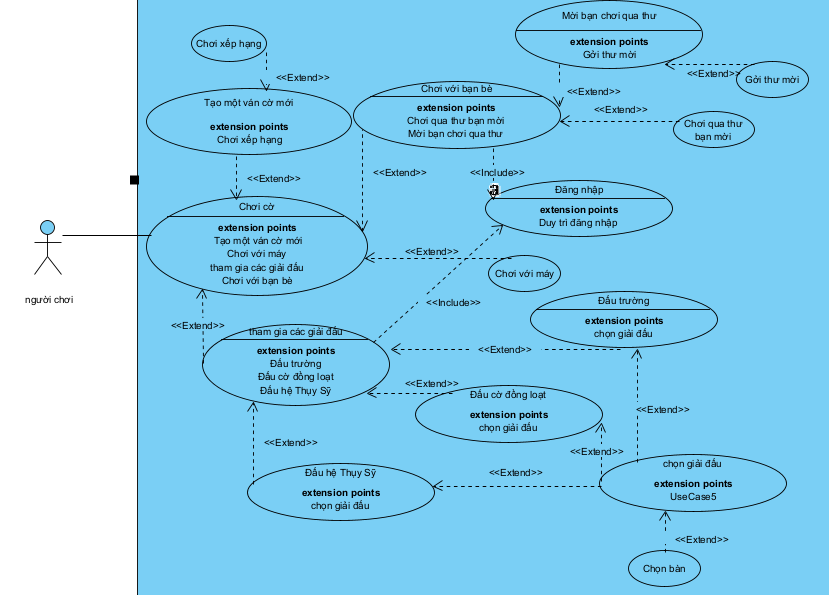 Mời bạn chơi qua thư
extension points
Gởi thư mời
Chơi xếp hạng
<<Extend>>
<<Extend>>
Gởi thư mời
Tạo một ván cờ mới
extension points
Chơi xếp hạng
Chơi với bạn bè
extension points
Chơi qua thư bạn mời
Mời bạn chơi qua thư
<<Extend>>
<<Extend>>
Chơi qua thư
bạn mời
<<Extend>>
<<Extend>>
<<Include>>
a
Đăng nhập
extension points
Duy trì đăng nhập
Chơi cờ
extension points
Tạo một ván cờ mới
Chơi với máy
tham gia các giải đấu
Chơi với bạn bè
<<Extend>>
Chơi với máy
người chơi
<<Include>>
<<Extend>>
Đấu trường
extension points
chọn giải đấu
tham gia các giải đấu
extension points
Đấu trường
Đấu cờ đồng loạt
Đấu hệ Thụy Sỹ
<<Extend>>
<<Extend>>
Đấu cờ đồng loạt
extension points
chọn giải đấu
<<Extend>>
<<Extend>>
<<Extend>>
Đấu hệ Thụy Sỹ
extension points
chọn giải đấu
<<Extend>>
chọn giải đấu
extension points
UseCase5
<<Extend>>
Chọn bàn